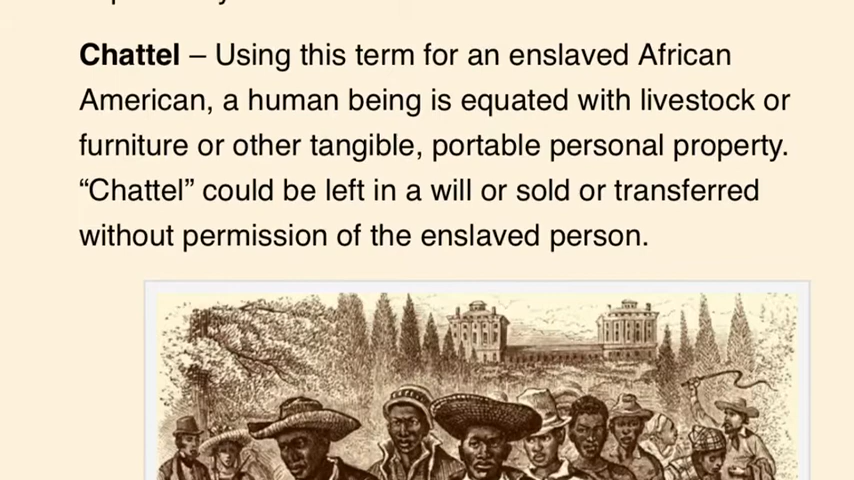 Chattel – Using this term for an enslaved African
American, a human being is equated with livestock or
furniture or other tangible, portable personal property.
“Chattel” could be left in a will or sold or transferred
without permission of the enslaved person.